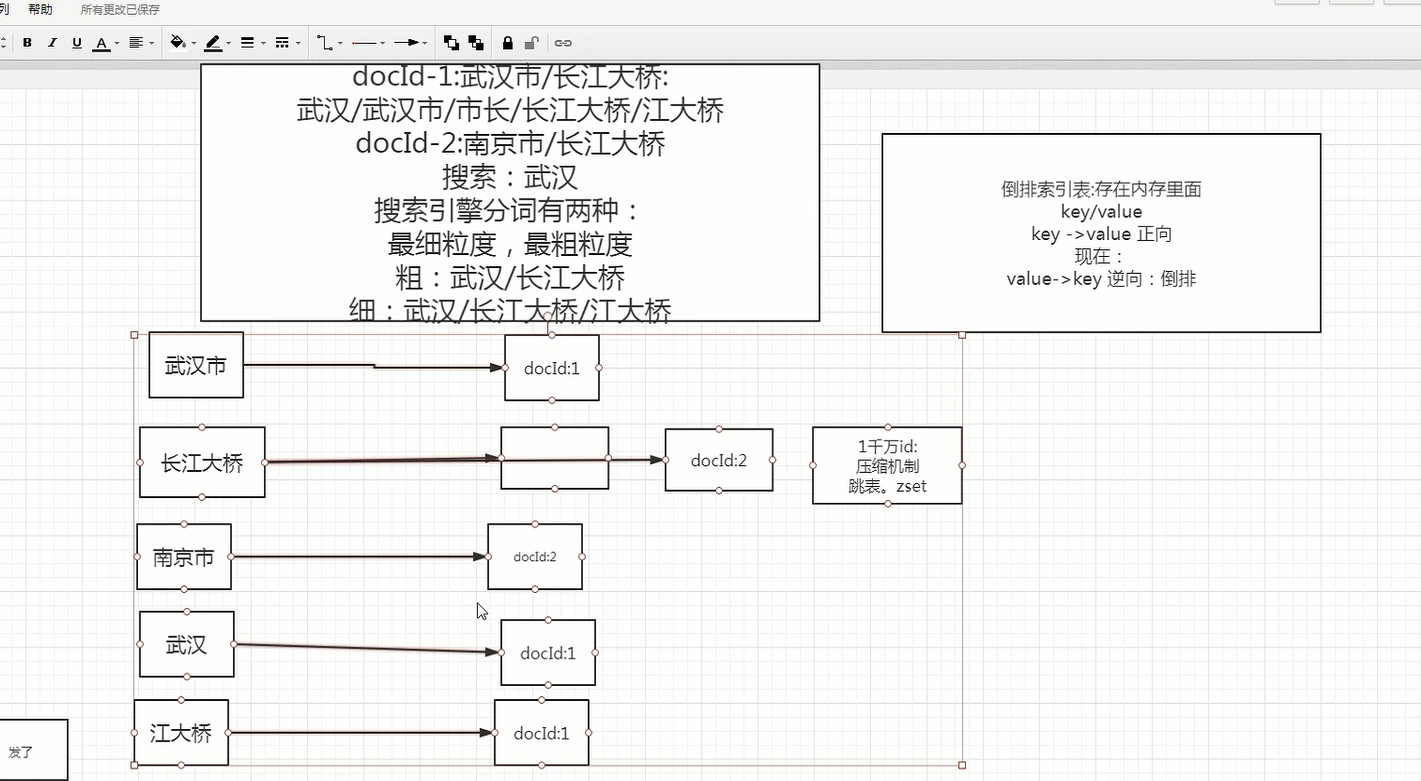 列 帮助 所有更改已保存
B I U A
docId-1:武汉市/长江大桥:
武汉/武汉市/市长/长江大桥/江大桥
docId-2:南京市/长江大桥
搜索：武汉
搜索引擎分词有两种：
最细粒度，最粗粒度
粗：武汉/长江大桥
细：武汉/长江大桥/江大桥
倒排索引表:存在内存里面
key/value
key ->value 正向
现在：
value->key 逆向：倒排
武汉市
docId:1
长江大桥
docId:2
1千万id:
压缩机制
跳表。zset
南京市
docId:2
武汉
docId:1
江大桥
docId:1
发了